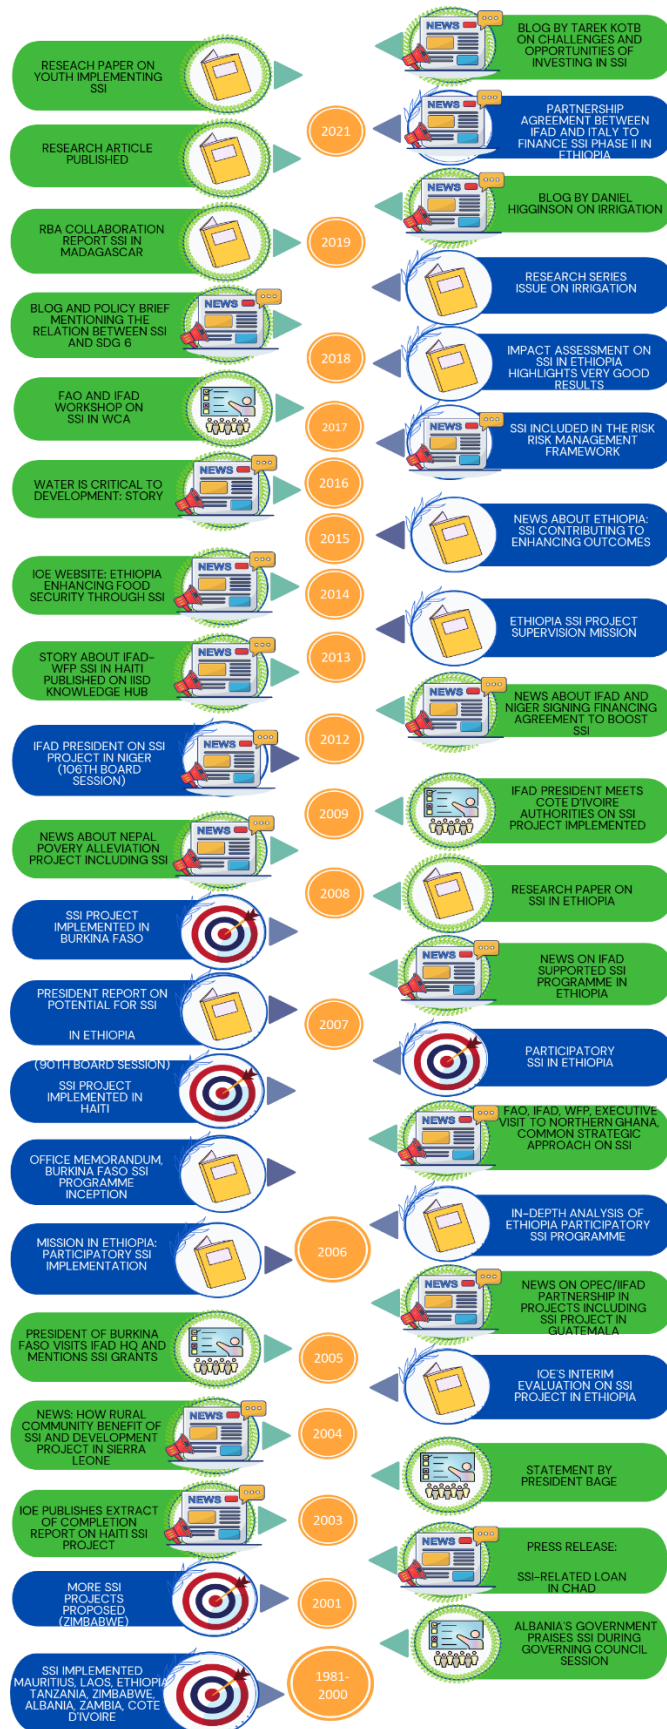 BLOG BY TAREK KOTB
ON CHALLENGES AND
OPPORTUNITIES OF
INVESTING IN SSI
NEWS
RESEACH PAPER ON
YOUTH IMPLEMENTING
SSI
2021
NEWS
PARTNERSHIP
AGREEMENT BETWEEN
IFAD AND ITALY TO
FINANCE SSI PHASE II IN
ETHIOPIA
RESEARCH ARTICLE
PUBLISHED
NEWS
BLOG BY DANIEL
HIGGINSON ON IRRIGATION
RBA COLLABORATION
REPORT SSI IN
MADAGASCAR
2019
RESEARCH SERIES
ISSUE ON IRRIGATION
BLOG AND POLICY BRIEF
MENTIONING THE
RELATION BETWEEN SSI
AND SDG 6
NEWS
2018
IMPACT ASSESSMENT ON
SSI IN ETHIOPIA
HIGHLIGHTS VERY GOOD
RESULTS
FAO AND IFAD
WORKSHOP ON
SSI IN WCA
2017
NEWS
SSI INCLUDED IN THE RISK
RISK MANAGEMENT
FRAMEWORK
WATER IS CRITICAL TO
DEVELOPMENT: STORY
NEWS
2016
2015
NEWS ABOUT ETHIOPIA:
SSI CONTRIBUTING TO
ENHANCING OUTCOMES
IOE WEBSITE: ETHIOPIA
ENHANCING FOOD
SECURITY THROUGH SSI
NEWS
2014
ETHIOPIA SSI PROJECT
SUPERVISION MISSION
STORY ABOUT IFAD-
WFP SSI IN HAITI
PUBLISHED ON IISD
KNOWLEDGE HUB
NEWS
2013
NEWS
NEWS ABOUT IFAD AND
NIGER SIGNING FINANCING
AGREEMENT TO BOOST
SSI
IFAD PRESIDENT ON SSI
PROJECT IN NIGER
(106TH BOARD
SESSION)
NEWS
2012
IFAD PRESIDENT MEETS
COTE D'IVOIRE
AUTHORITIES ON SSI
PROJECT IMPLEMENTED
2009
NEWS ABOUT NEPAL
POVERY ALLEVIATION
PROJECT INCLUDING SSI
NEWS
2008
RESEARCH PAPER ON
SSI IN ETHIOPIA
SSI PROJECT
IMPLEMENTED IN
BURKINA FASO
NEWS
NEWS ON IFAD
SUPPORTED SSI
PROGRAMME IN
ETHIOPIA
PRESIDENT REPORT ON
POTENTIAL FOR SSI
IN ETHIOPIA
(90TH BOARD SESSION)
2007
PARTICIPATORY
SSI IN ETHIOPIA
SSI PROJECT
IMPLEMENTED IN
HAITI
NEWS
FAO, IFAD, WFP, EXECUTIVE
VISIT TO NORTHERN GHANA,
COMMON STRATEGIC
APPROACH ON SSI
OFFICE MEMORANDUM,
BURKINA FASO SSI
PROGRAMME
INCEPTION
IN-DEPTH ANALYSIS OF
ETHIOPIA PARTICIPATORY
SSI PROGRAMME
2006
MISSION IN ETHIOPIA:
PARTICIPATORY SSI
IMPLEMENTATION
NEWS
NEWS ON OPEC/IIFAD
PARTNERSHIP IN
PROJECTS INCLUDING
SSI PROJECT IN
GUATEMALA
PRESIDENT OF BURKINA
FASO VISITS IFAD HQ AND
MENTIONS SSI GRANTS
2005
IOE'S INTERIM
EVALUATION ON SSI
PROJECT IN ETHIOPIA
NEWS: HOW RURAL
COMMUNITY BENEFIT OF
SSI AND DEVELOPMENT
PROJECT IN SIERRA
LEONE
NEWS
2004
STATEMENT BY
PRESIDENT BAGE
IOE PUBLISHES EXTRACT
OF COMPLETION
REPORT ON HAITI SSI
PROJECT
NEWS
2003
NEWS
PRESS RELEASE:
SSI-RELATED LOAN
IN CHAD
MORE SSI
PROJECTS
PROPOSED
(ZIMBABWE)
2001
ALBANIA'S GOVERNMENT
PRAISES SSI DURING
GOVERNING COUNCIL
SESSION
SSI IMPLEMENTED
MAURITIUS, LAOS, ETHIOPIA
TANZANIA, ZIMBABWE,
ALBANIA, ZAMBIA, COTE
D'IVOIRE
1981-
2000